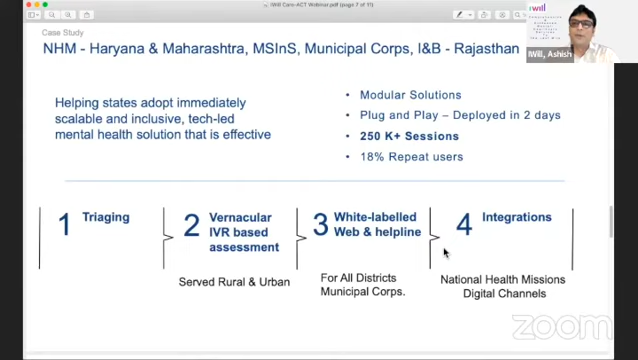 IWill Care-ACT Webinar.pdf (page 7 of 11)
Case Study
NHM - Haryana & Maharashtra, MSInS, Municipal Corps, I&B - Rajasthan
iwill
IWill, Ashish
Helping states adopt immediately
scalable and inclusive, tech-led
mental health solution that is effective
• Modular Solutions
• Plug and Play – Deployed in 2 days
• 250 K+ Sessions
• 18% Repeat users
1 Triaging
2 Vernacular
IVR based
assessment
Served Rural & Urban
3 White-labelled
Web & helpline
For All Districts
Municipal Corps.
4 Integrations
National Health Missions
Digital Channels
zoom